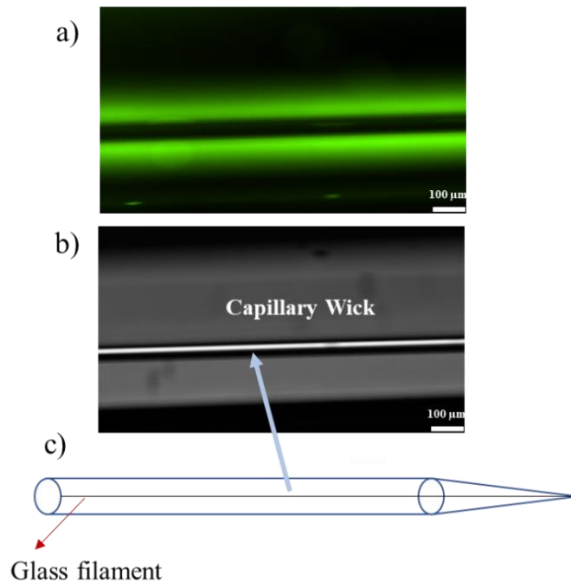 a)
100 µm
b)
Capillary Wick
100 µm
c)
Glass filament